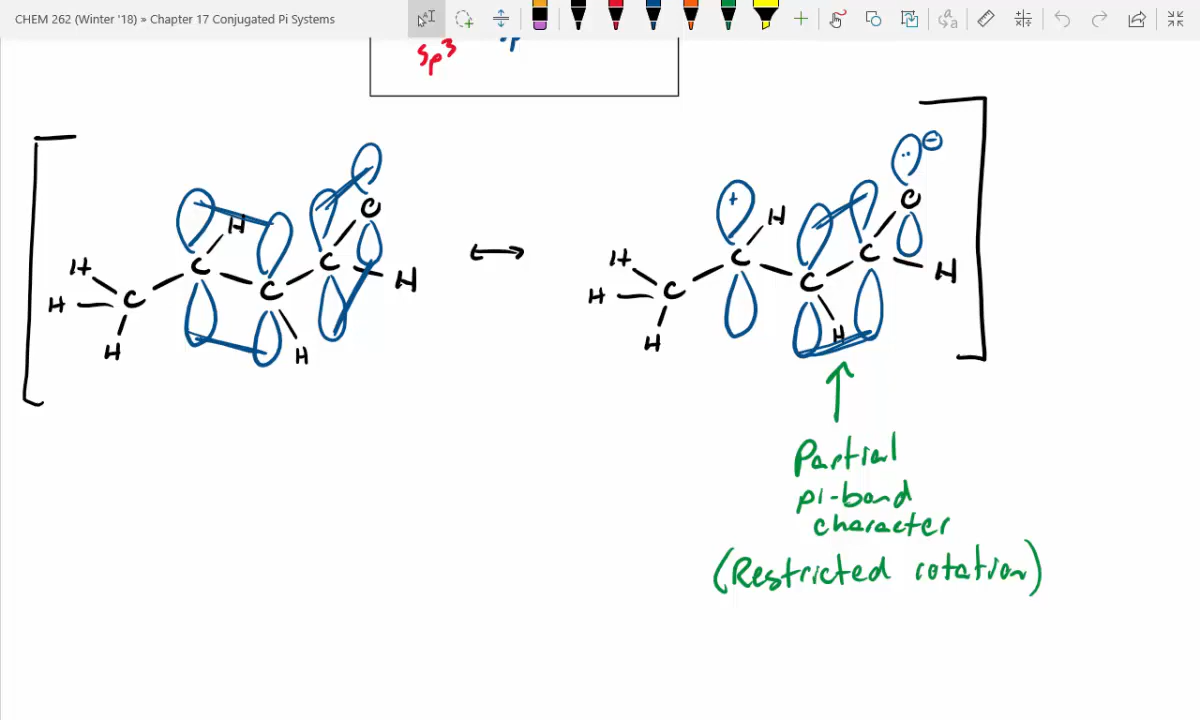 CHEM 262 (Winter '18) » Chapter 17 Conjugated Pi Systems
sp3
C
H
H
C
C
C
H
C
H
H
H
⊖
··
C
+
H
H
C
C
C
H
H
C
H
H
↔
Partial
pi-bond
character
(Restricted rotation)